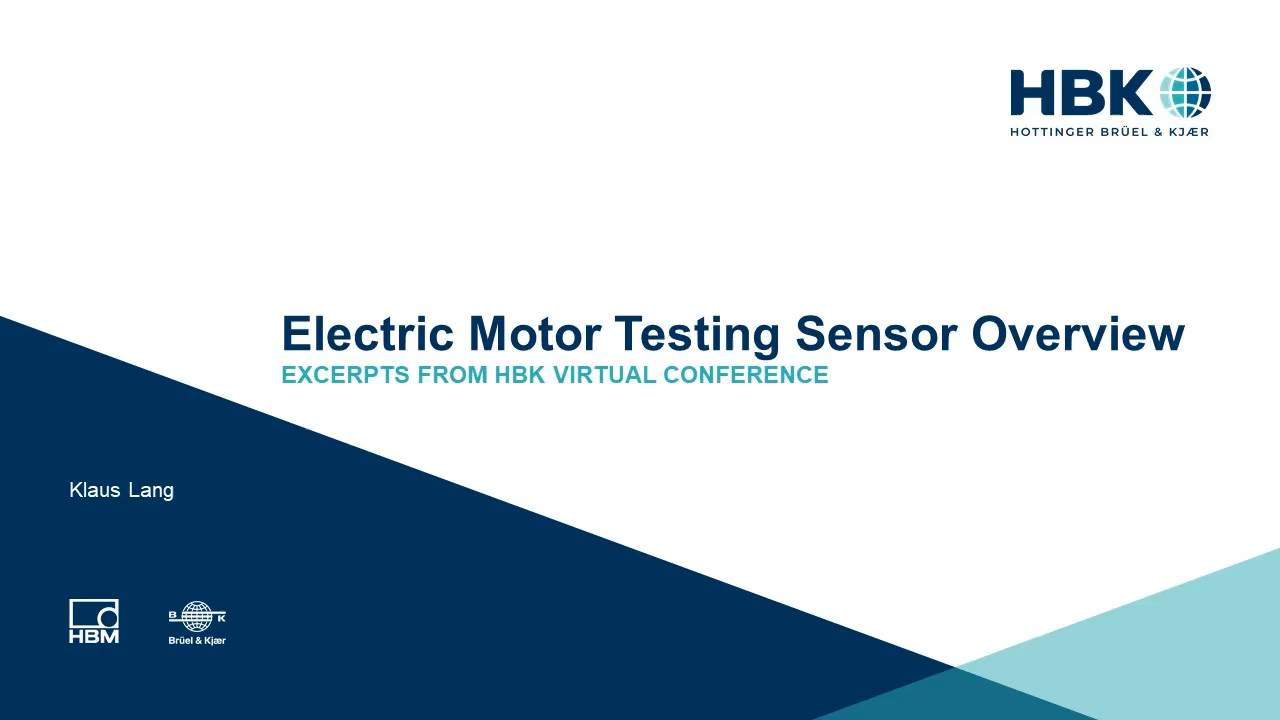 HBK
HOTTINGER BRÜEL & KJÆR
Electric Motor Testing Sensor Overview
EXCERPTS FROM HBK VIRTUAL CONFERENCE
Klaus Lang
HBM
B K
Brüel & Kjær